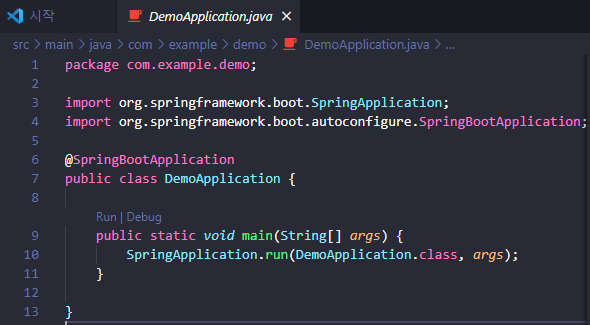 시작
DemoApplication.java ×
src > main > java > com > example > demo > DemoApplication.java > ...
1 package com.example.demo;
2
3 import org.springframework.boot.SpringApplication;
4 import org.springframework.boot.autoconfigure.SpringBootApplication;
5
6 @SpringBootApplication
7 public class DemoApplication {
8
Run | Debug
9 public static void main(String[] args) {
10 SpringApplication.run(DemoApplication.class, args);
11 }
12
13 }